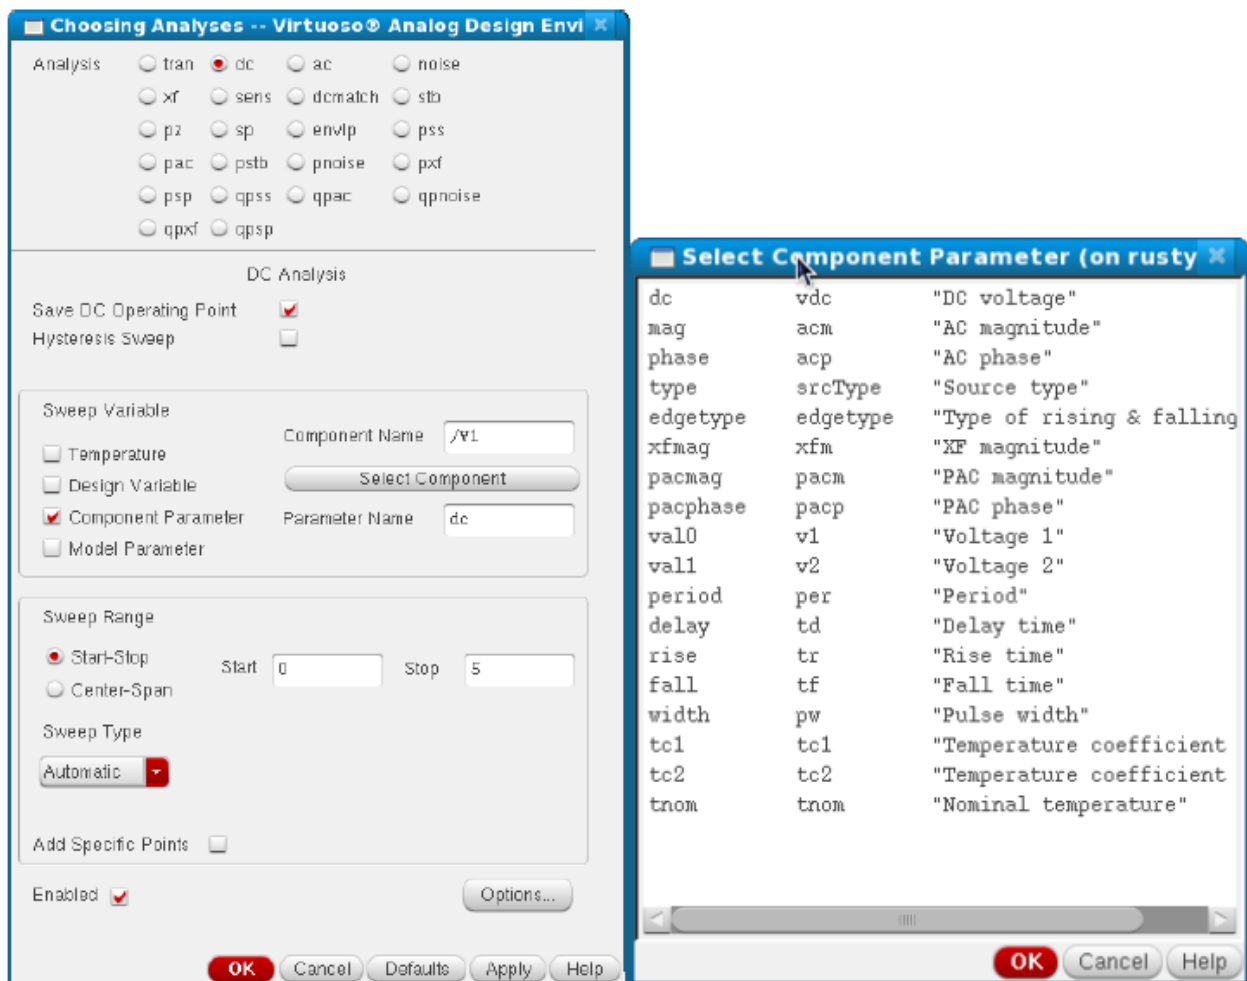 Choosing Analyses -- Virtuoso® Analog Design Envi
Analysis tran dc ac noise
xf sens dcmatch stb
pz sp envlp pss
pac pstb pnoise pxf
psp qpss qpac qpnoise
qpxf qpsp
DC Analysis
Save DC Operating Point
Hysteresis Sweep
Sweep Variable
Temperature
Design Variable
Component Parameter
Model Parameter
Component Name /V1
Select Component
Parameter Name dc
Sweep Range
Start-Stop
Center-Span
Start 0 Stop 5
Sweep Type
Automatic
Add Specific Points
Enabled
Options...
OK Cancel Defaults Apply Help
Select Component Parameter (on rusty
dc vdc "DC voltage"
mag acm "AC magnitude"
phase acp "AC phase"
type srcType "Source type"
edgetype edgetype "Type of rising & falling
xfmag xfm "XF magnitude"
pacmag pacm "PAC magnitude"
pacphase pacp "PAC phase"
val0 v1 "Voltage 1"
val1 v2 "Voltage 2"
period per "Period"
delay td "Delay time"
rise tr "Rise time"
fall tf "Fall time"
width pw "Pulse width"
tc1 tc1 "Temperature coefficient
tc2 tc2 "Temperature coefficient
tnom tnom "Nominal temperature"
OK Cancel Help